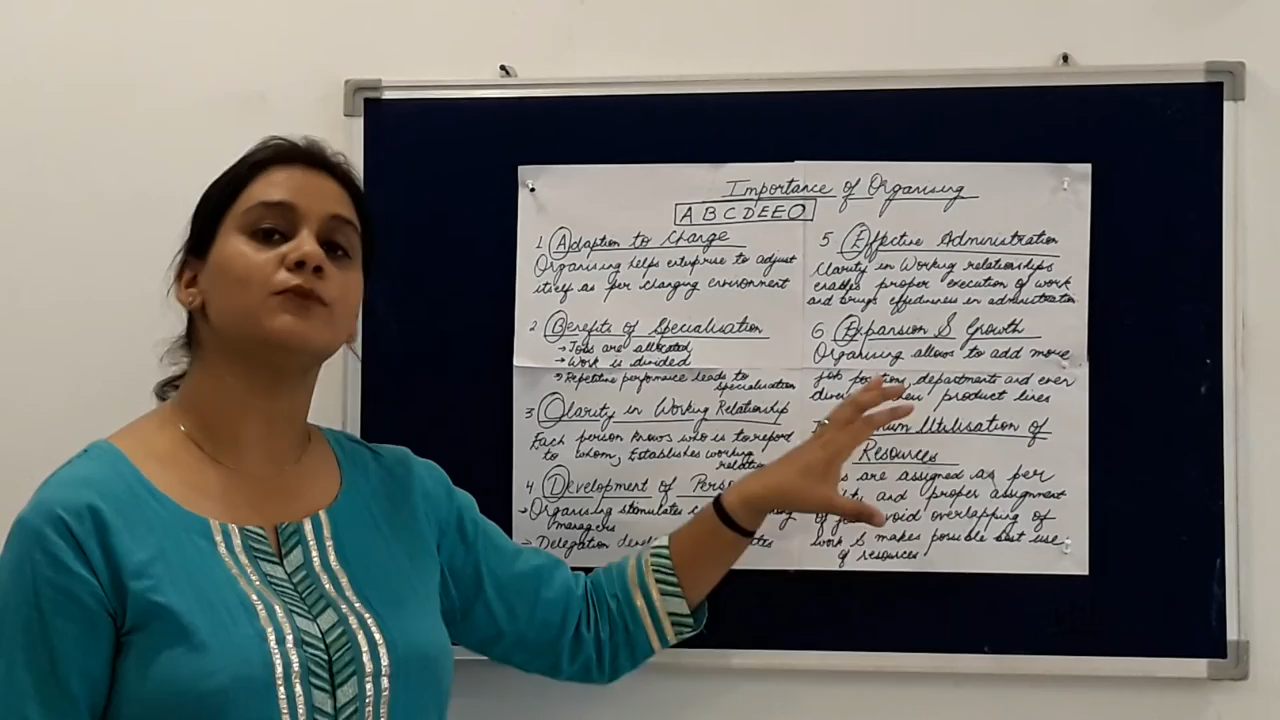 Importance of Organising
A B C D E E O
1 Adaption to Change
Organising helps enterprise to adjust
itself as per changing environment
2 Benefits of Specialisation
→ Jobs are allocated
→ Work is divided
→ Repetitive performance leads to
specialisation
3 Clarity in Working Relationship
Each person knows who is to report
to whom, Establishes working
4 Development of
→ Organising stimulates
managers
→ Delegation
5 Effective Administration
Clarity in Working relationships
enables proper execution of work
and brings effectiveness in administration
6 Expansion & Growth
Organising allows to add more
job positions, departments and even
their product lines
Utilisation of
Resources
are assigned as per
and proper assignment
of avoid overlapping of
work & makes possible best use
of resources